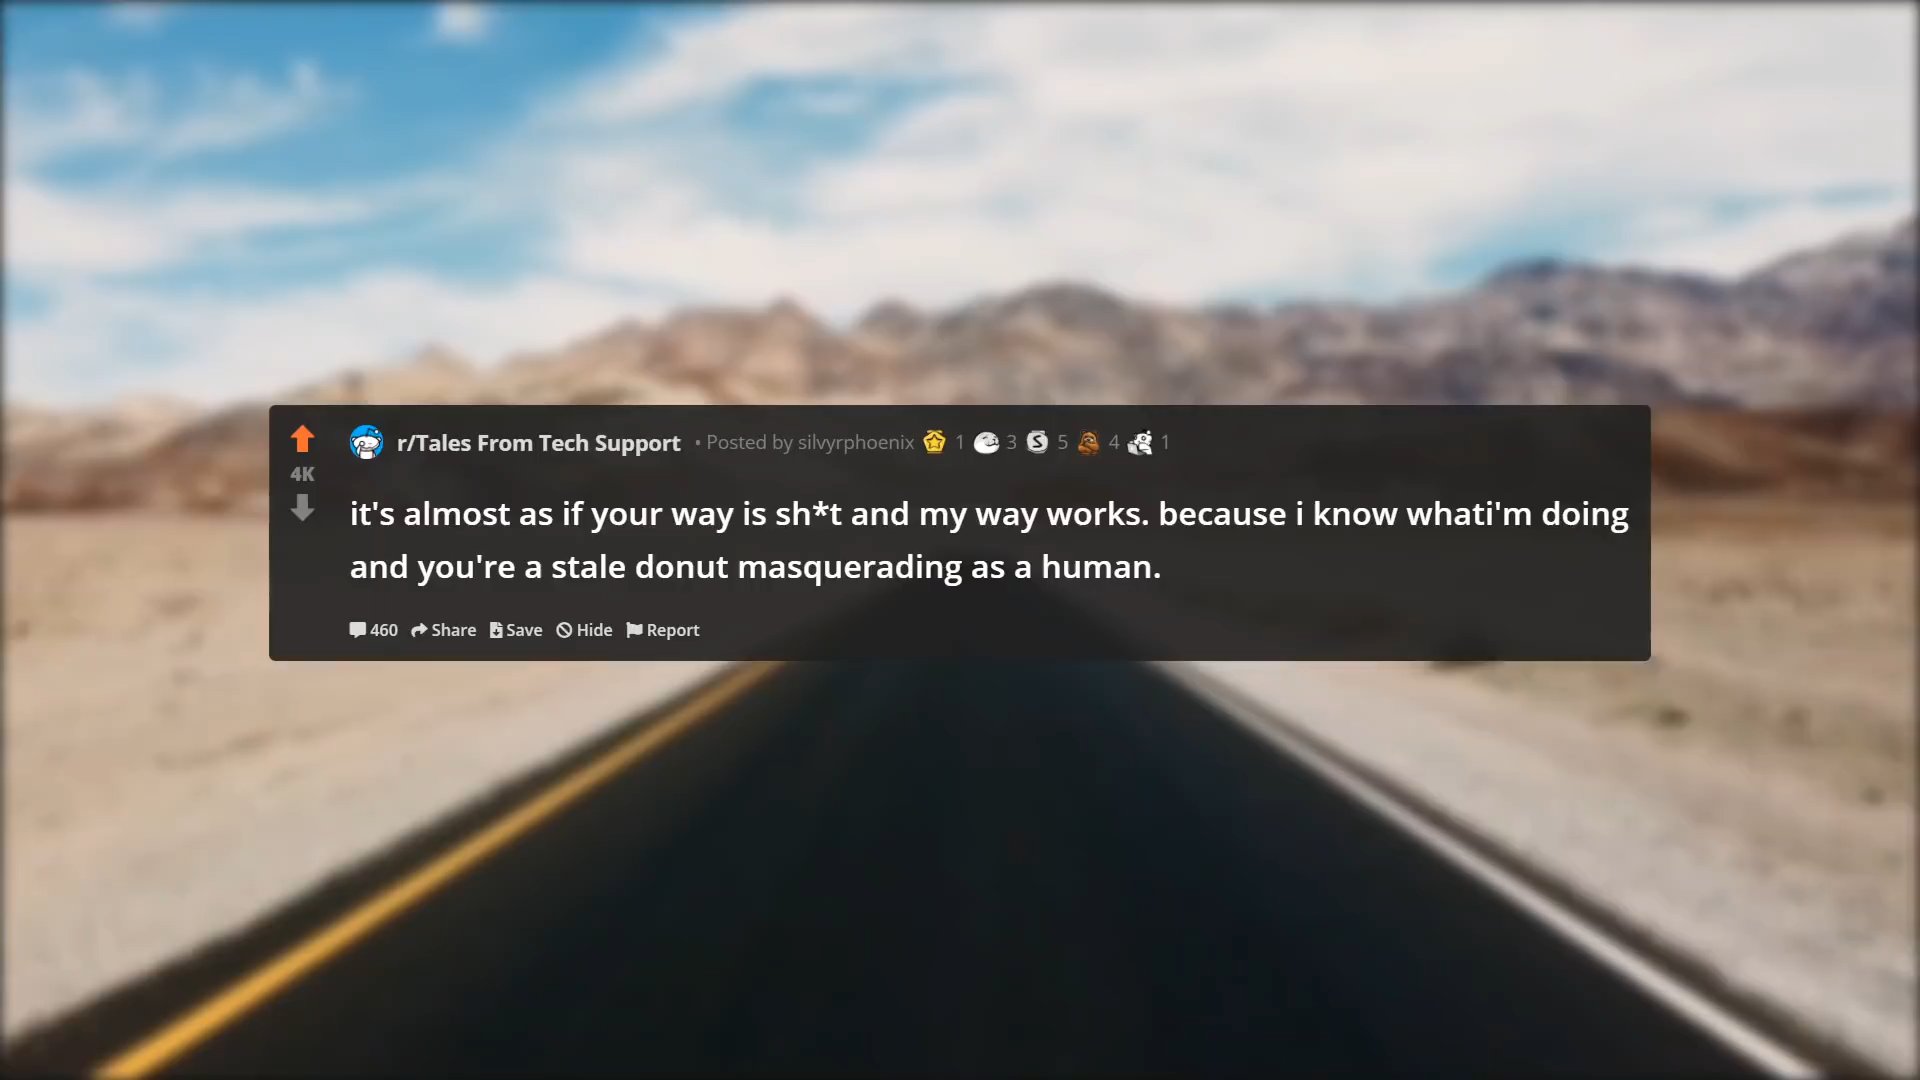 r/Tales From Tech Support • Posted by silvyrphoenix 1 3 5 4 1
4K
it's almost as if your way is sh*t and my way works. because i know whati'm doing
and you're a stale donut masquerading as a human.
460 Share Save Hide Report